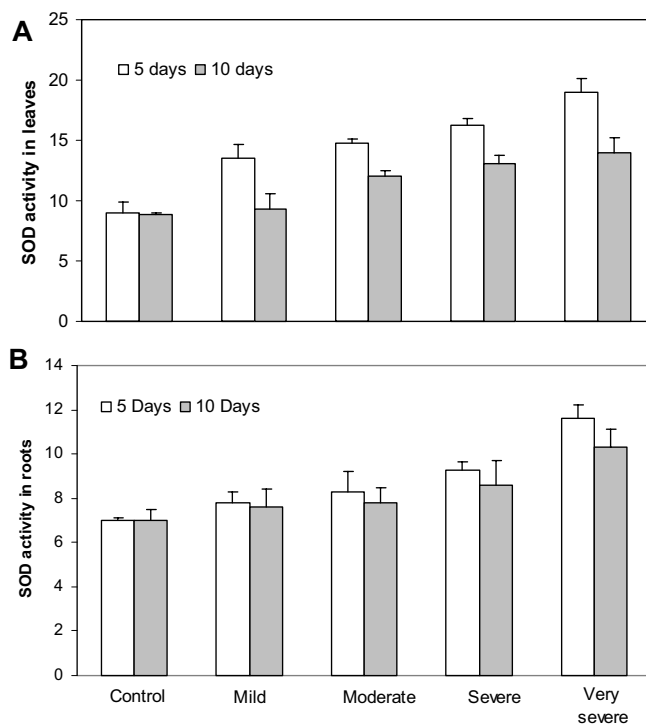 A
SOD activity in leaves
25
20
15
10
5
0
5 days 10 days
B
SOD activity in roots
14
12
10
8
6
4
2
0
5 Days 10 Days
Control Mild Moderate Severe Very severe